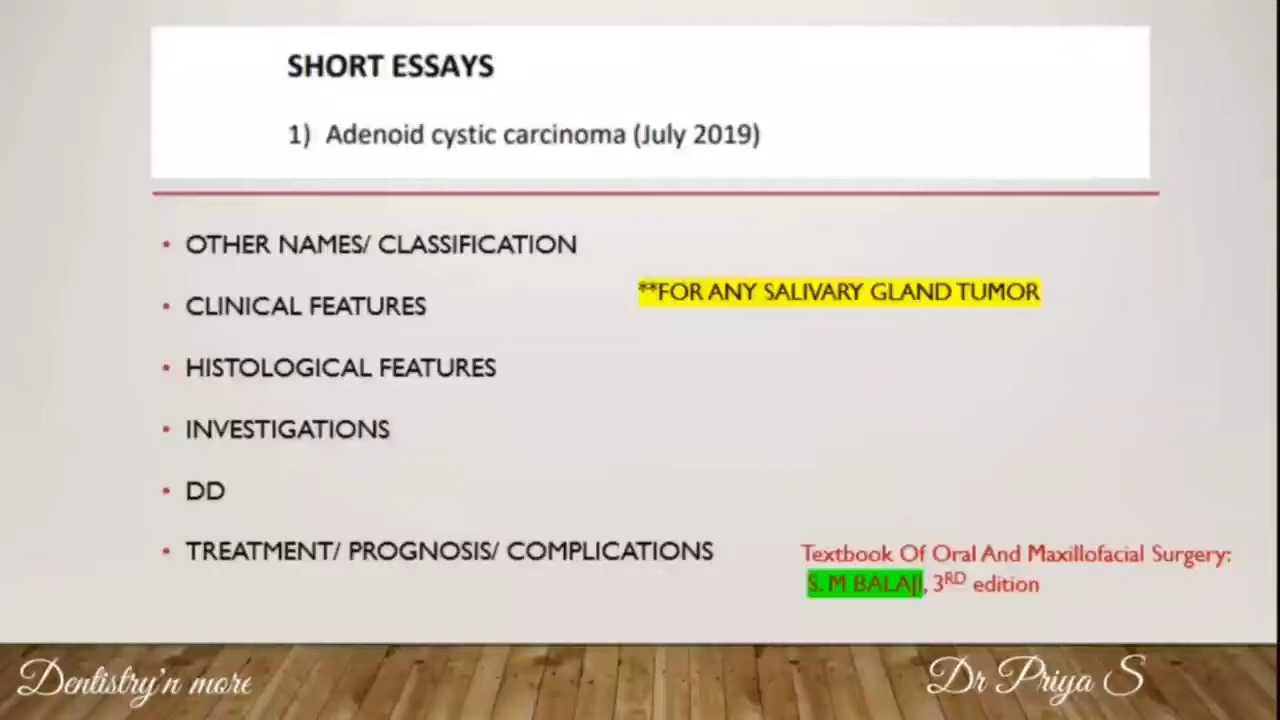 SHORT ESSAYS
1) Adenoid cystic carcinoma (July 2019)
• OTHER NAMES/ CLASSIFICATION
**FOR ANY SALIVARY GLAND TUMOR
• CLINICAL FEATURES
• HISTOLOGICAL FEATURES
• INVESTIGATIONS
• DD
• TREATMENT/ PROGNOSIS/ COMPLICATIONS
Textbook Of Oral And Maxillofacial Surgery:
S. M BALAJI, 3RD edition
Dentistry'n more
Dr Priya S